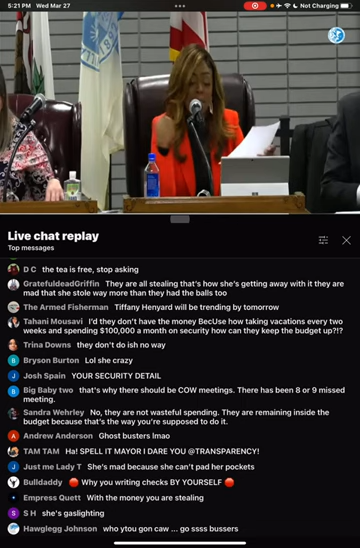 5:21 PM Wed Mar 27
Not Charging
Live chat replay
Top messages
D C the tea is free, stop asking
GratefuldeadGriffin They are all stealing that's how she's getting away with it they are
mad that she stole way more than they had the balls too
The Armed Fisherman Tiffany Henyard will be trending by tomorrow
Tahani Mousavi I'd they don't have the money BecUse how taking vacations every two
weeks and spending $100,000 a month on security how can they keep the budget up?!?
Trina Downs they don't do ish no way
B Bryson Burton Lol she crazy
J Josh Spain YOUR SECURITY DETAIL
B Big Baby two that's why there should be COW meetings. There has been 8 or 9 missed
meeting.
Sandra Wehrley No, they are not wasteful spending. They are remaining inside the
budget because that's the way you're supposed to do it.
A Andrew Anderson Ghost busters lmao
TAM TAM Ha! SPELL IT MAYOR I DARE YOU @TRANSPARENCY!
J Just me Lady T She's mad because she can't pad her pockets
Bulldaddy 🛑 Why you writing checks BY YOURSELF 🛑
Empress Quett With the money you are stealing
S S H she's gaslighting
Hawglegg Johnson who ytou gon caw ... go ssss bussers